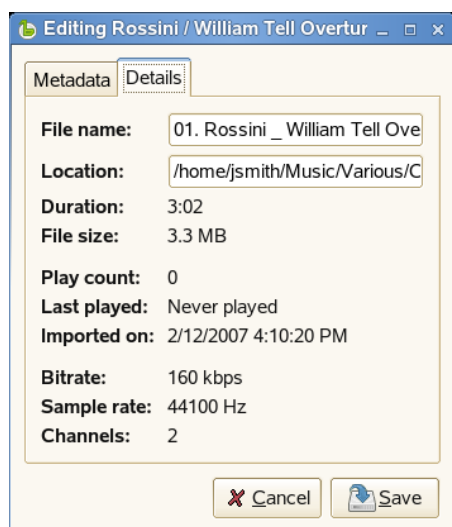 Editing Rossini / William Tell Overtur
Metadata Details
File name: 01. Rossini _ William Tell Ove
Location: /home/jsmith/Music/Various/C
Duration: 3:02
File size: 3.3 MB
Play count: 0
Last played: Never played
Imported on: 2/12/2007 4:10:20 PM
Bitrate: 160 kbps
Sample rate: 44100 Hz
Channels: 2
Cancel Save